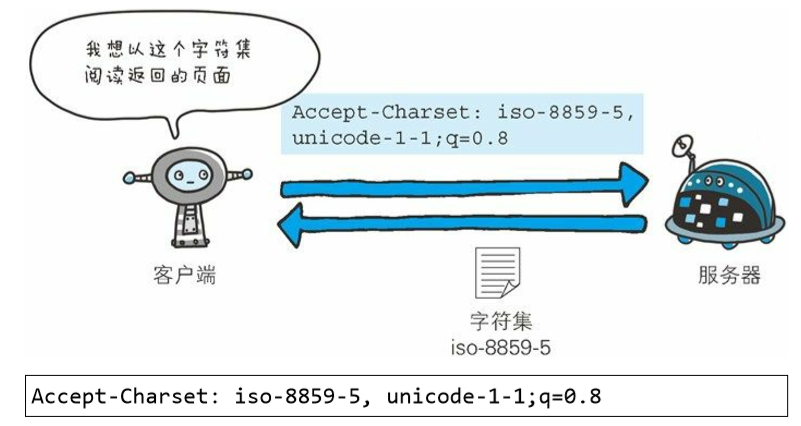 我想以这个字符集
阅读返回的页面
Accept-Charset: iso-8859-5,
unicode-1-1;q=0.8
客户端
服务器
字符集
iso-8859-5
Accept-Charset: iso-8859-5, unicode-1-1;q=0.8